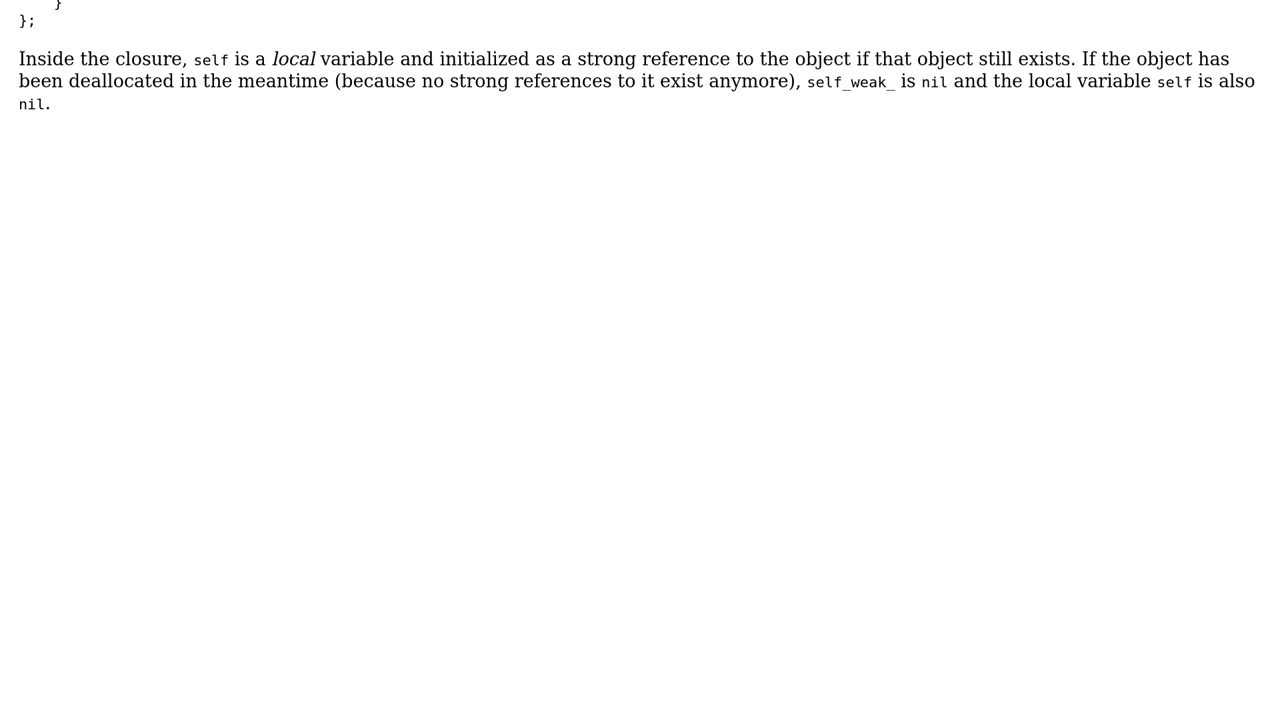 }
};
Inside the closure, self is a local variable and initialized as a strong reference to the object if that object still exists. If the object has
been deallocated in the meantime (because no strong references to it exist anymore), self_weak_ is nil and the local variable self is also
nil.